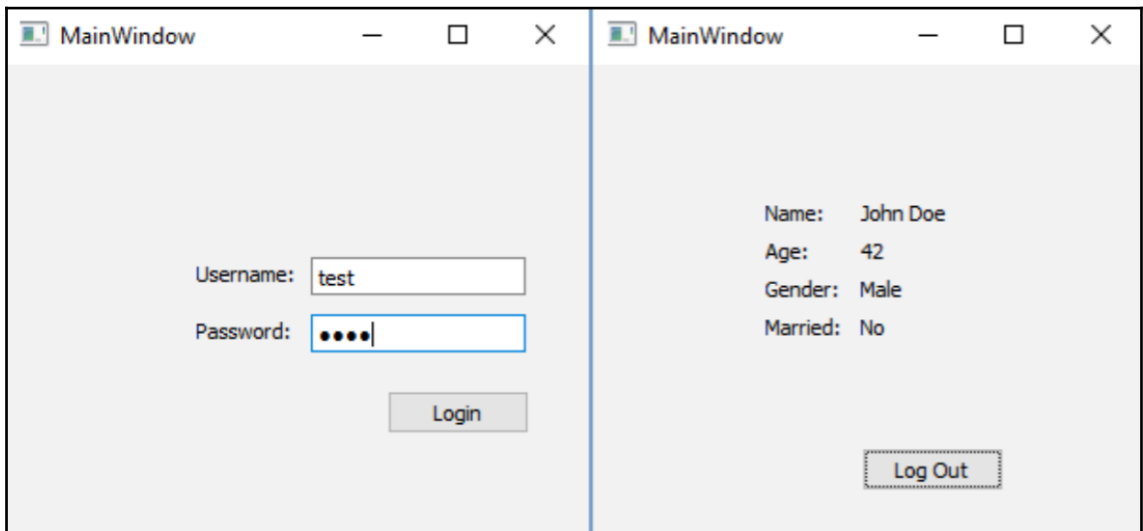 MainWindow
Username: test
Password: ••••
Login
MainWindow
Name: John Doe
Age: 42
Gender: Male
Married: No
Log Out